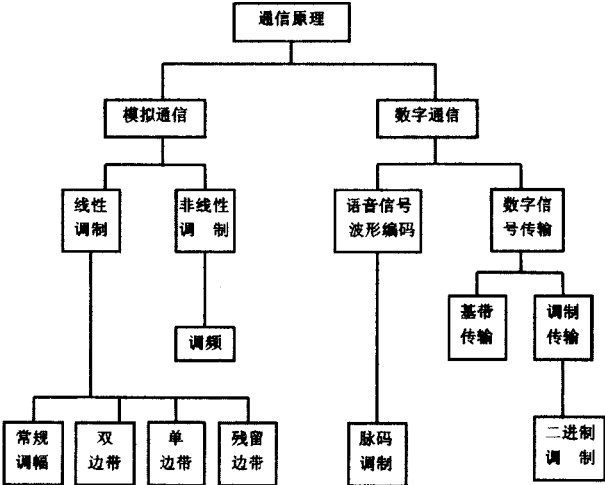 通信原理
模拟通信
数字通信
线性
调制
非线性
调 制
语音信号
波形编码
数字信
号传输
调频
基带
传输
调制
传输
常规
调幅
双
边带
单
边带
残留
边带
脉码
调制
二进制
调 制